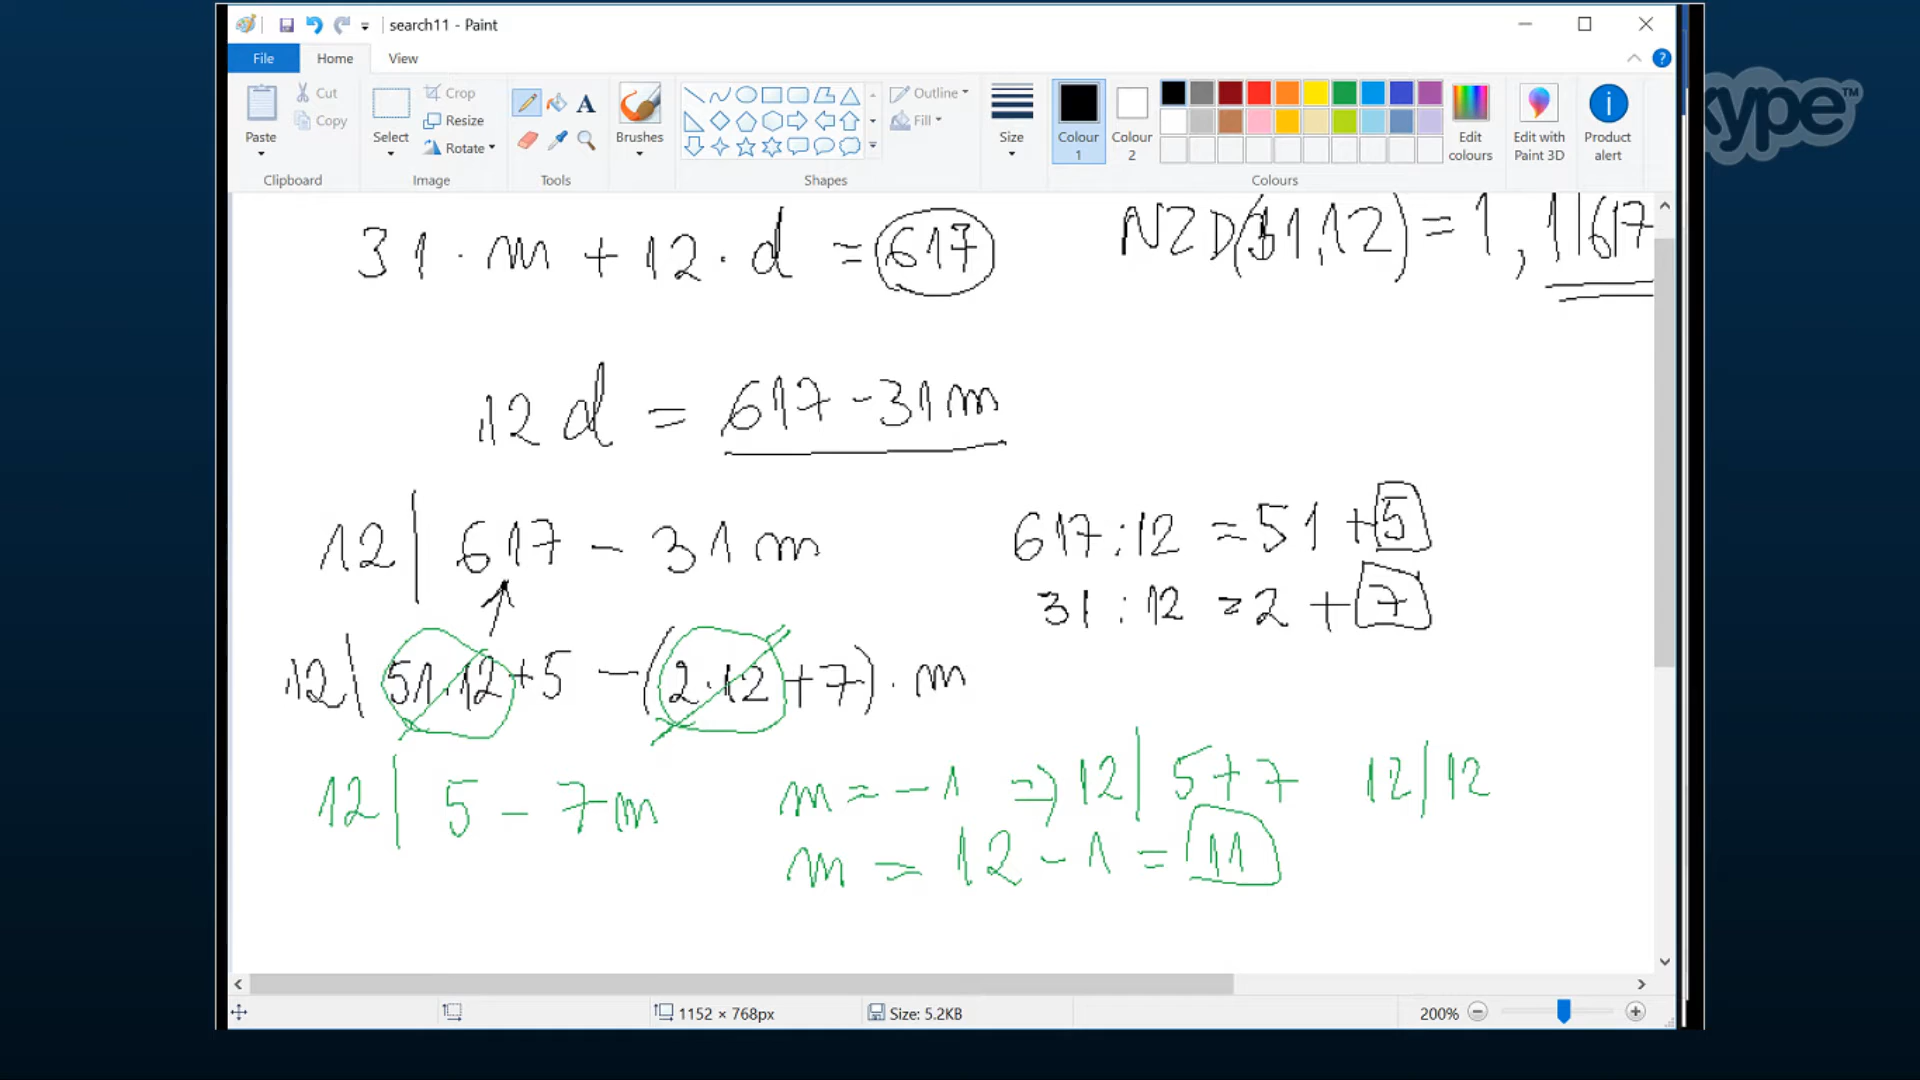 search11 - Paint
File Home View
Paste Cut Copy Clipboard
Select Crop Resize Rotate Image
Tools
Brushes
Outline Fill Shapes
Size
Colour 1 Colour 2 Edit colours Colours
Edit with Paint 3D
Product alert
kype™
31 · m + 12 · d = 617
NZD(31,12) = 1, 1|617
12 d = 617 - 31 m
12 | 617 - 31 m
617 : 12 = 51 + 5
31 : 12 = 2 + 7
12 | 51·12 + 5 - (2·12 + 7) · m
12 | 5 - 7m
m = -1 => 12 | 5+7 12 | 12
m = 12 - 1 = 11
1152 × 768px Size: 5.2KB 200%